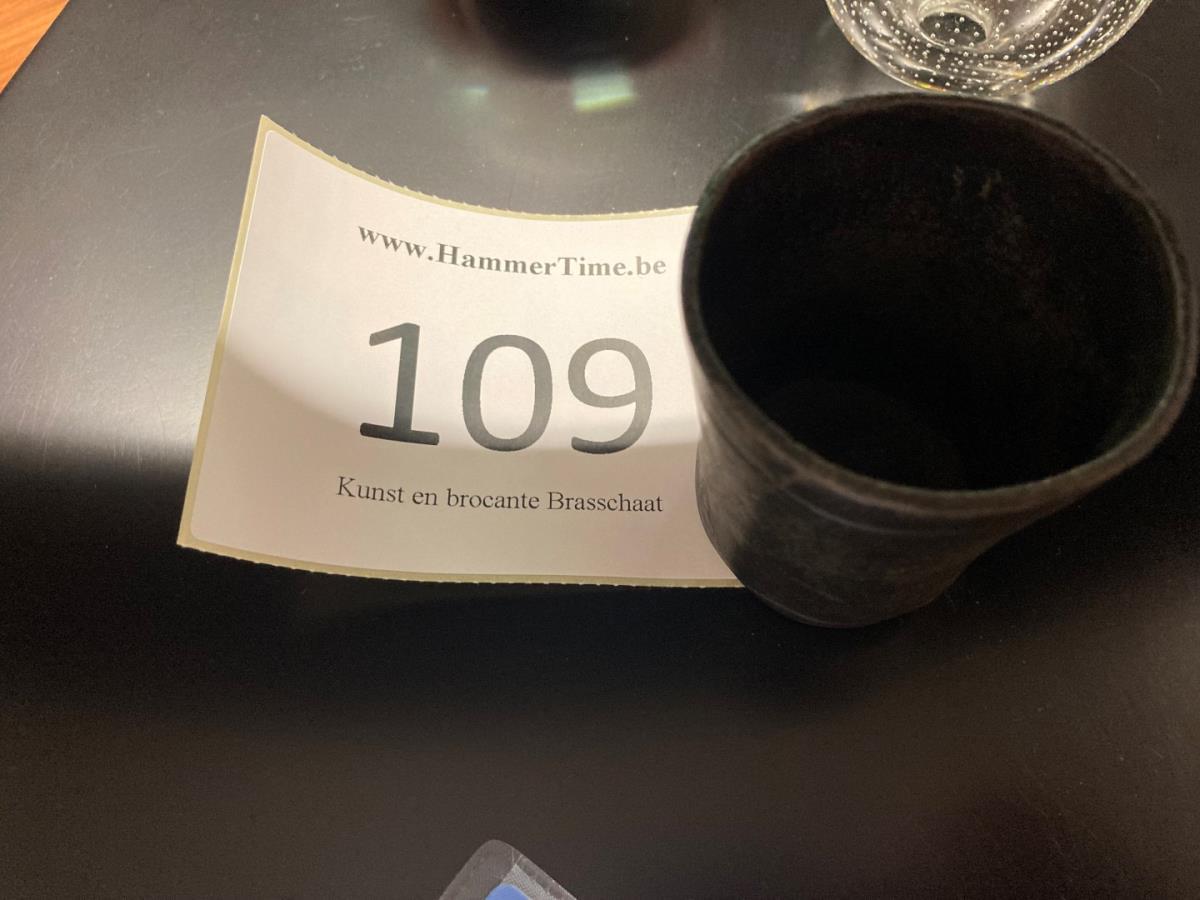 www.HammerTime.be
109
Kunst en brocante Brasschaat